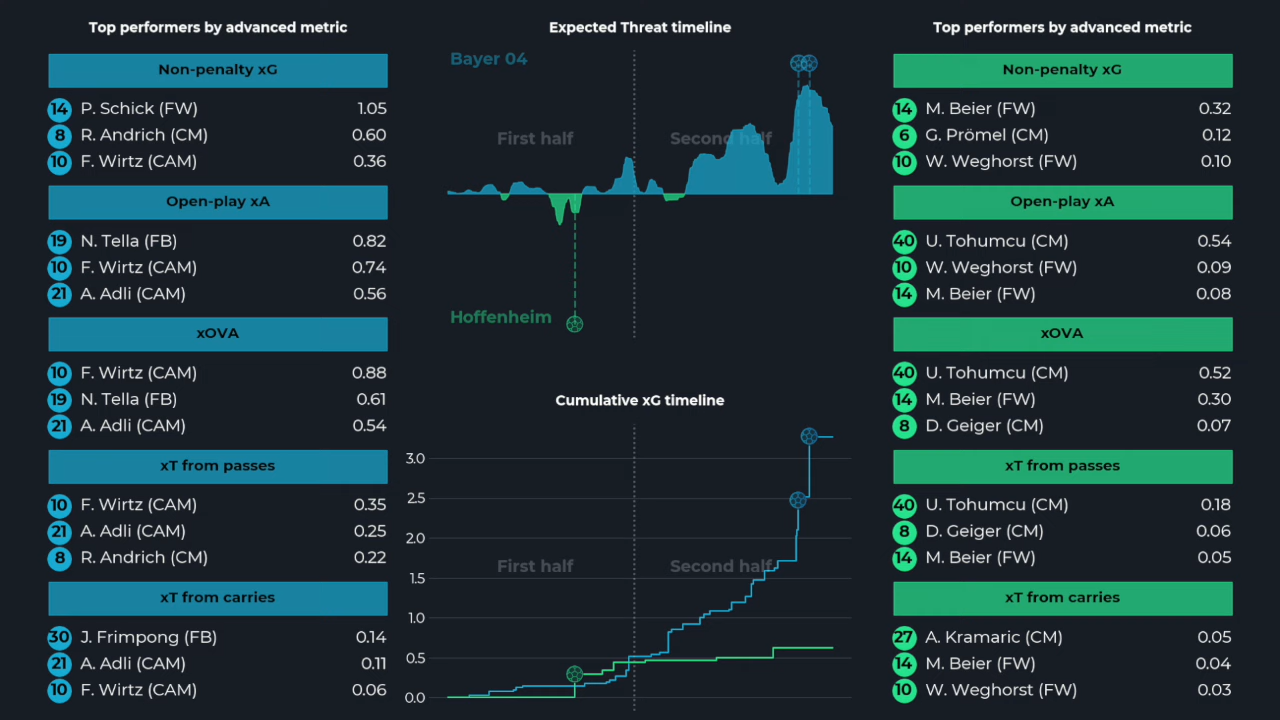 Top performers by advanced metric
Non-penalty xG
14 P. Schick (FW) 1.05
8 R. Andrich (CM) 0.60
10 F. Wirtz (CAM) 0.36
Open-play xA
19 N. Tella (FB) 0.82
10 F. Wirtz (CAM) 0.74
21 A. Adli (CAM) 0.56
xOVA
10 F. Wirtz (CAM) 0.88
19 N. Tella (FB) 0.61
21 A. Adli (CAM) 0.54
xT from passes
10 F. Wirtz (CAM) 0.35
21 A. Adli (CAM) 0.25
8 R. Andrich (CM) 0.22
xT from carries
30 J. Frimpong (FB) 0.14
21 A. Adli (CAM) 0.11
10 F. Wirtz (CAM) 0.06
Expected Threat timeline
Bayer 04
First half Second half
Hoffenheim
Cumulative xG timeline
3.0
2.5
2.0
First half Second half
1.5
1.0
0.5
0.0
Top performers by advanced metric
Non-penalty xG
14 M. Beier (FW) 0.32
6 G. Prömel (CM) 0.12
10 W. Weghorst (FW) 0.10
Open-play xA
40 U. Tohumcu (CM) 0.54
10 W. Weghorst (FW) 0.09
14 M. Beier (FW) 0.08
xOVA
40 U. Tohumcu (CM) 0.52
14 M. Beier (FW) 0.30
8 D. Geiger (CM) 0.07
xT from passes
40 U. Tohumcu (CM) 0.18
8 D. Geiger (CM) 0.06
14 M. Beier (FW) 0.05
xT from carries
27 A. Kramaric (CM) 0.05
14 M. Beier (FW) 0.04
10 W. Weghorst (FW) 0.03